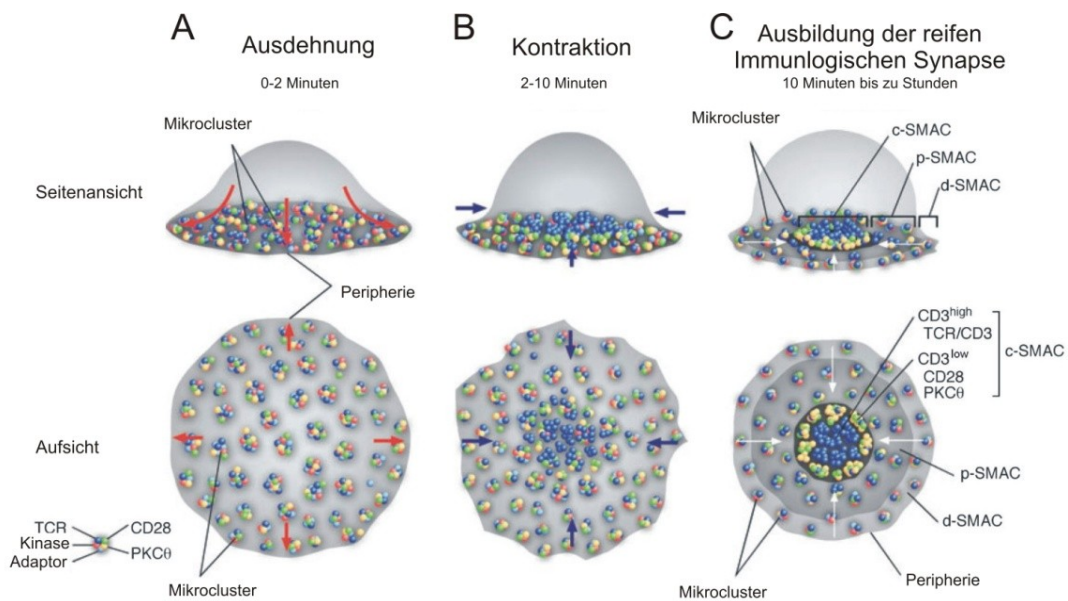 A
Ausdehnung
0-2 Minuten
B
Kontraktion
2-10 Minuten
C
Ausbildung der reifen
Immunlogischen Synapse
10 Minuten bis zu Stunden
Mikrocluster
Mikrocluster
c-SMAC
p-SMAC
d-SMAC
Seitenansicht
Peripherie
CD3high
TCR/CD3
CD3low
CD28
PKCθ
c-SMAC
Aufsicht
p-SMAC
d-SMAC
TCR
Kinase
Adaptor
CD28
PKCθ
Mikrocluster
Mikrocluster
Peripherie